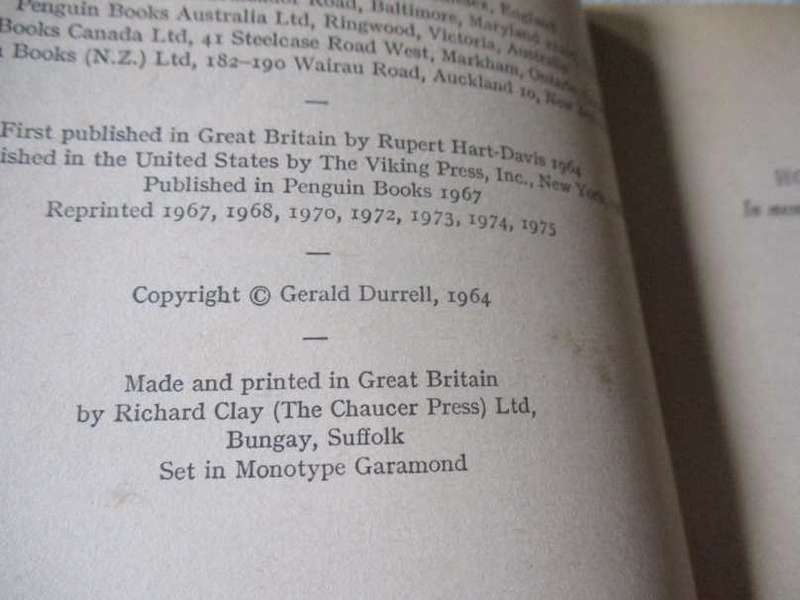 Road, Baltimore, Maryland
Penguin Books Australia Ltd, Ringwood, Victoria, Australia
Books Canada Ltd, 41 Steelcase Road West, Markham, Ontario,
Books (N.Z.) Ltd, 182–190 Wairau Road, Auckland 10, New
—
First published in Great Britain by Rupert Hart-Davis 1964
ished in the United States by The Viking Press, Inc., New York,
Published in Penguin Books 1967
Reprinted 1967, 1968, 1970, 1972, 1973, 1974, 1975
—
Copyright © Gerald Durrell, 1964
—
Made and printed in Great Britain
by Richard Clay (The Chaucer Press) Ltd,
Bungay, Suffolk
Set in Monotype Garamond
In